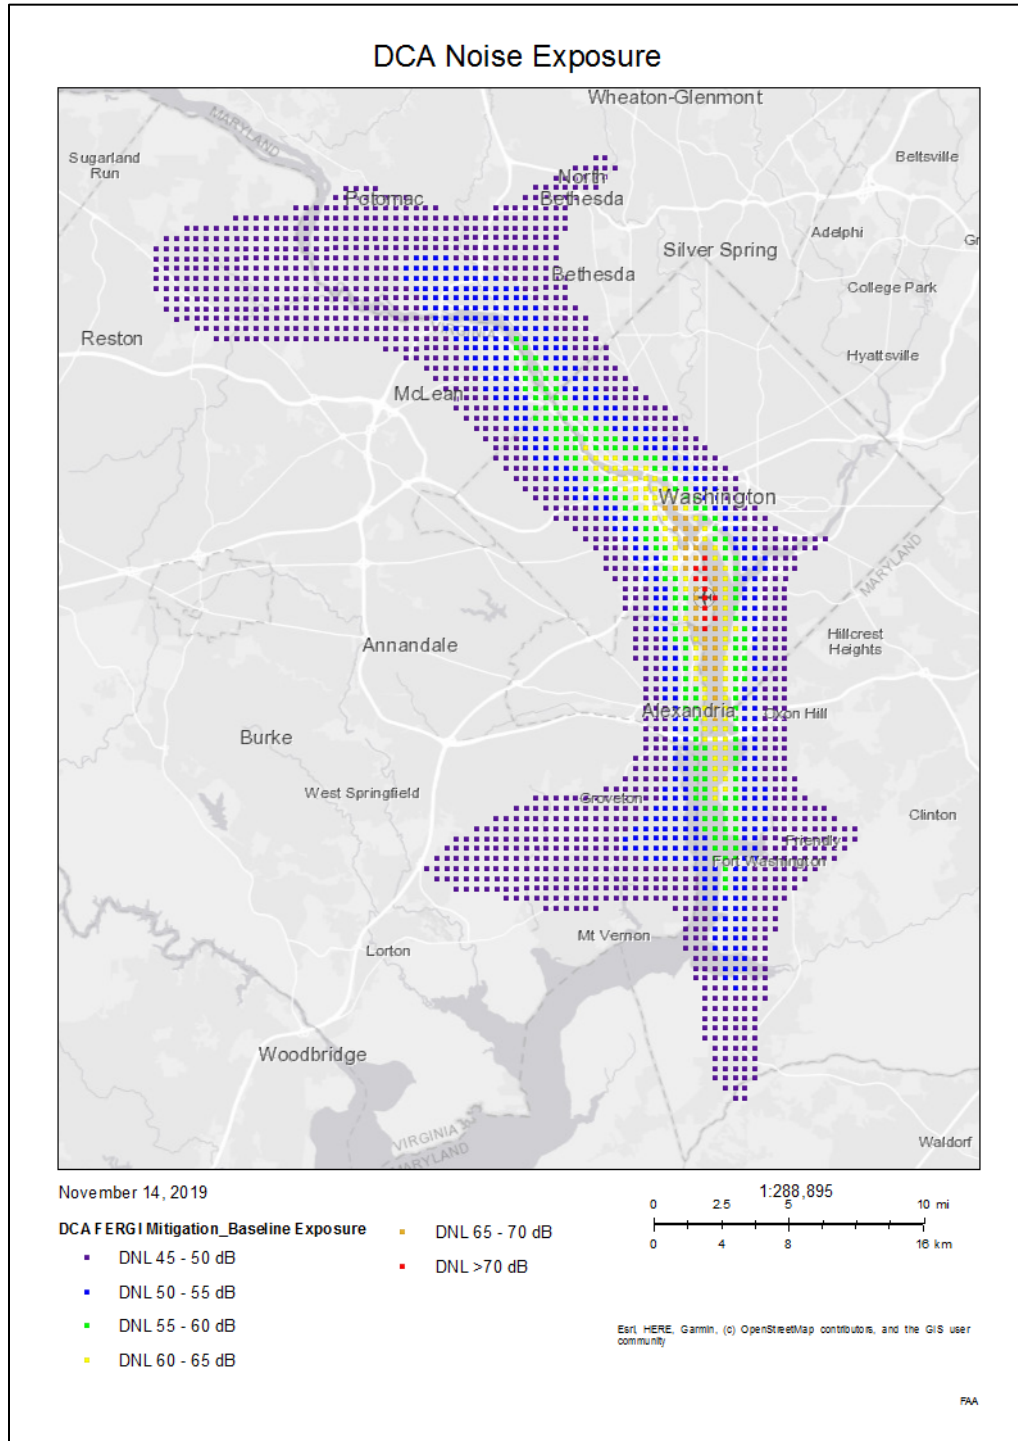 DCA Noise Exposure
Wheaton-Glenmont
MARYLAND
Sugarland
Run
Beltsville
North
Bethesda
Potomac
Adelphi
Gr
Silver Spring
Bethesda
College Park
VIRGINIA
Reston
Hyattsville
McLean
Washington
MARYLAND
Hillcrest
Heights
Annandale
Alexandria
Oxon Hill
Burke
West Springfield
Groveton
Clinton
Friendly
Fort Washington
Mt Vernon
Lorton
Woodbridge
VIRGINIA
MARYLAND
Waldorf
November 14, 2019
1:288,895
0 2.5 5 10 mi
0 4 8 16 km
DCA FERGI Mitigation_Baseline Exposure
DNL 45 - 50 dB
DNL 50 - 55 dB
DNL 55 - 60 dB
DNL 60 - 65 dB
DNL 65 - 70 dB
DNL >70 dB
Esri, HERE, Garmin, (c) OpenStreetMap contributors, and the GIS user
community
FAA